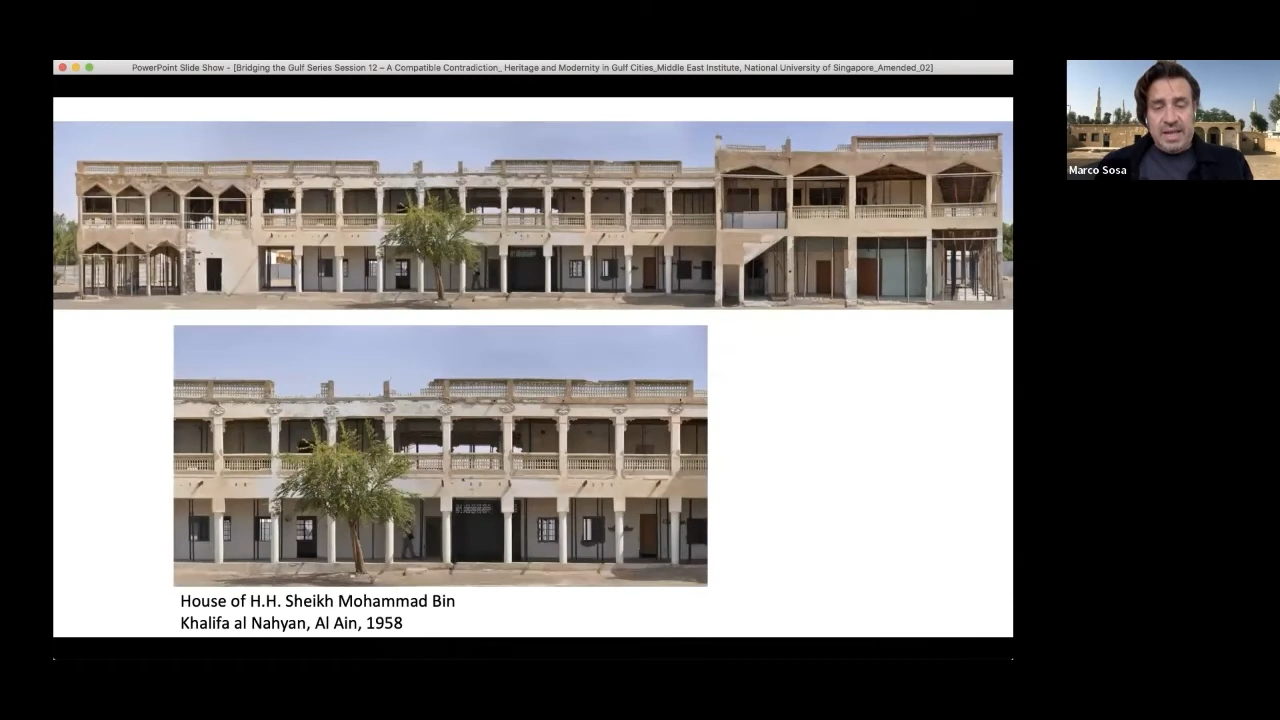 PowerPoint Slide Show - [Bridging the Gulf Series Session 12 – A Compatible Contradiction_ Heritage and Modernity in Gulf Cities_Middle East Institute, National University of Singapore_Amended_02]
Marco Sosa
House of H.H. Sheikh Mohammad Bin
Khalifa al Nahyan, Al Ain, 1958